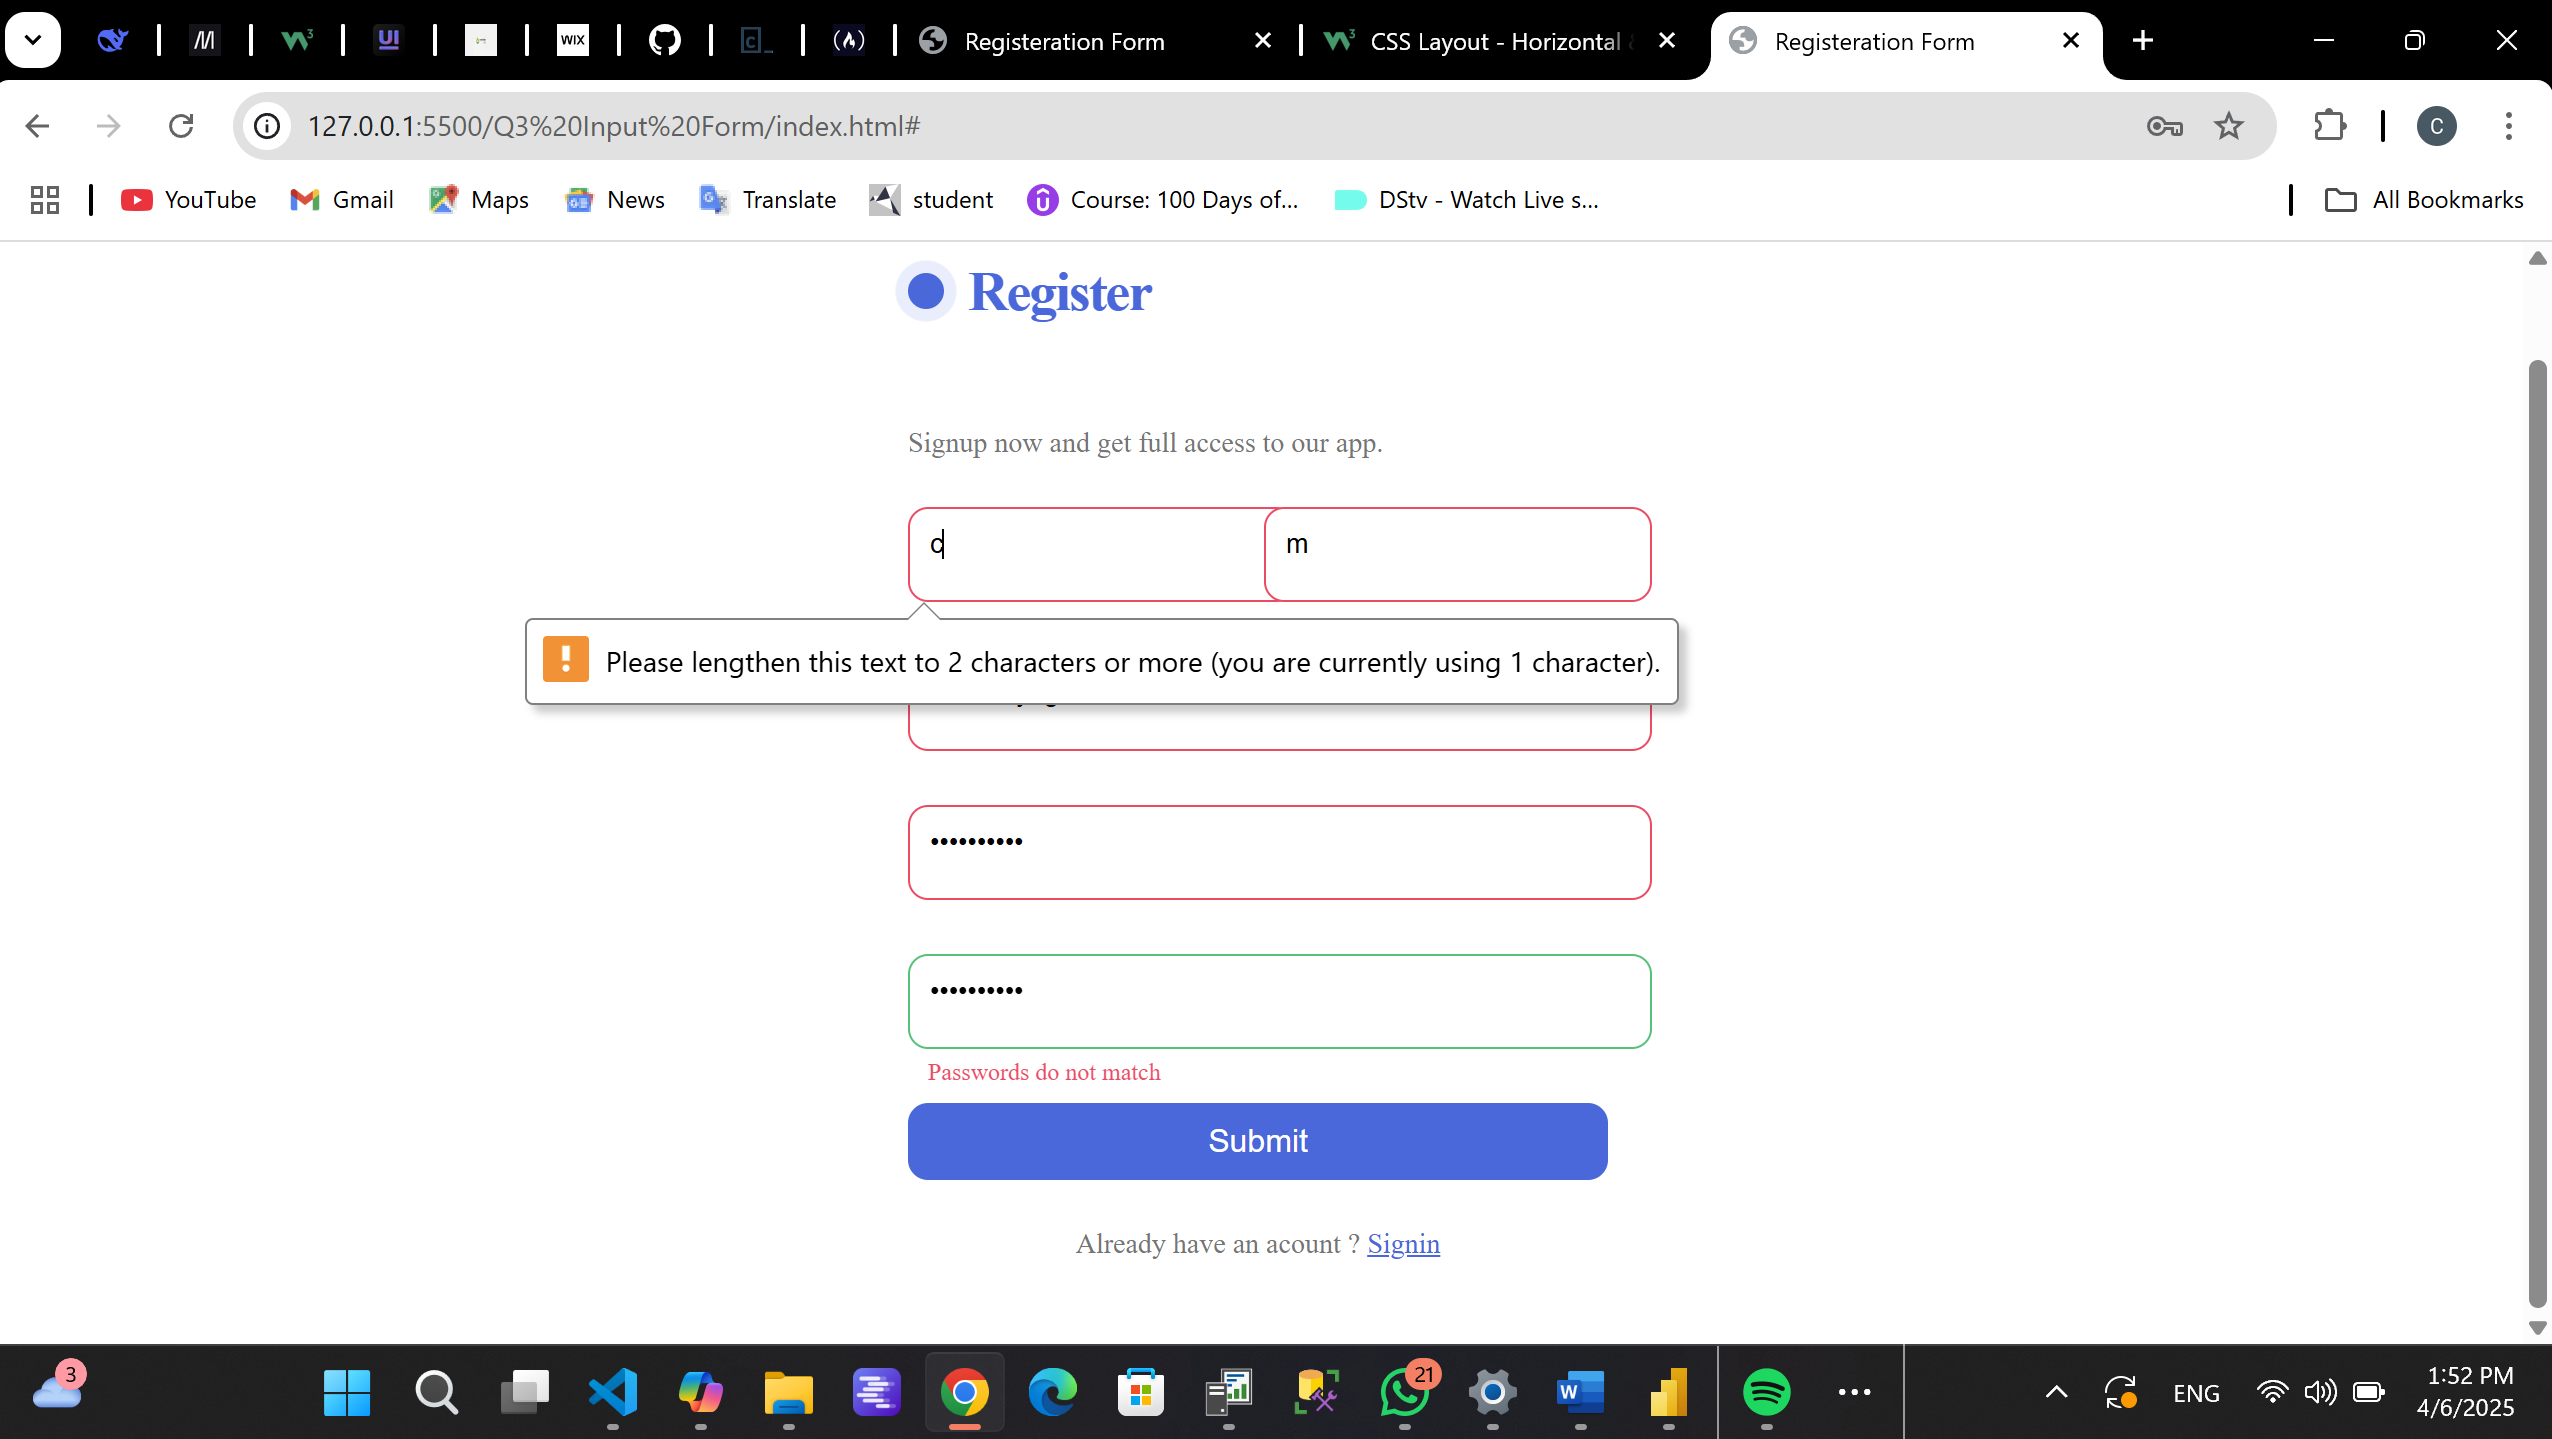 UI
WIX
Registeration Form
CSS Layout - Horizontal
Registeration Form
127.0.0.1:5500/Q3%20Input%20Form/index.html#
C
YouTube
Gmail
Maps
News
Translate
student
Course: 100 Days of...
DStv - Watch Live s...
All Bookmarks
Register
Signup now and get full access to our app.
c
m
Please lengthen this text to 2 characters or more (you are currently using 1 character).
Passwords do not match
Submit
Already have an acount ? Signin
3
21
ENG
1:52 PM
4/6/2025